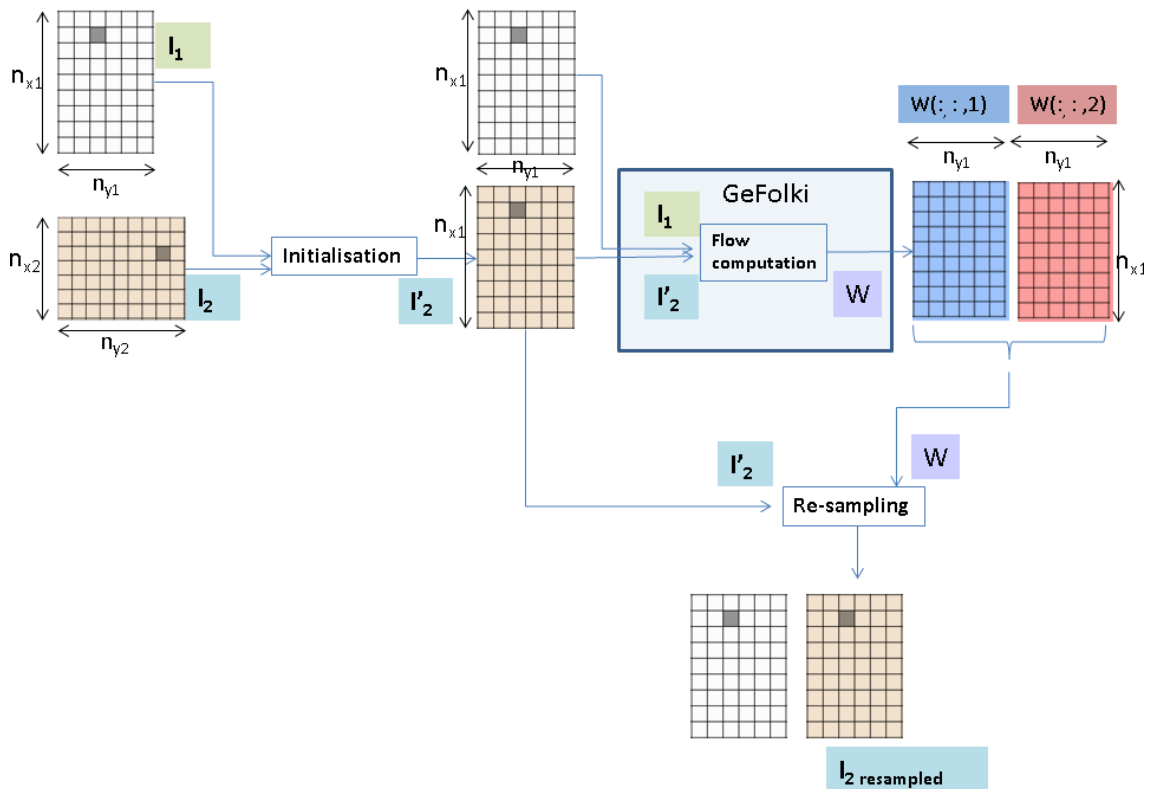 I1
nx1
ny1
nx2
I2
ny2
Initialisation
I'2
nx1
ny1
GeFolki
I1
I'2
Flow
computation
W
W(:, : ,1)
W(:, : ,2)
ny1
ny1
nx1
I'2
W
Re-sampling
I2 resampled